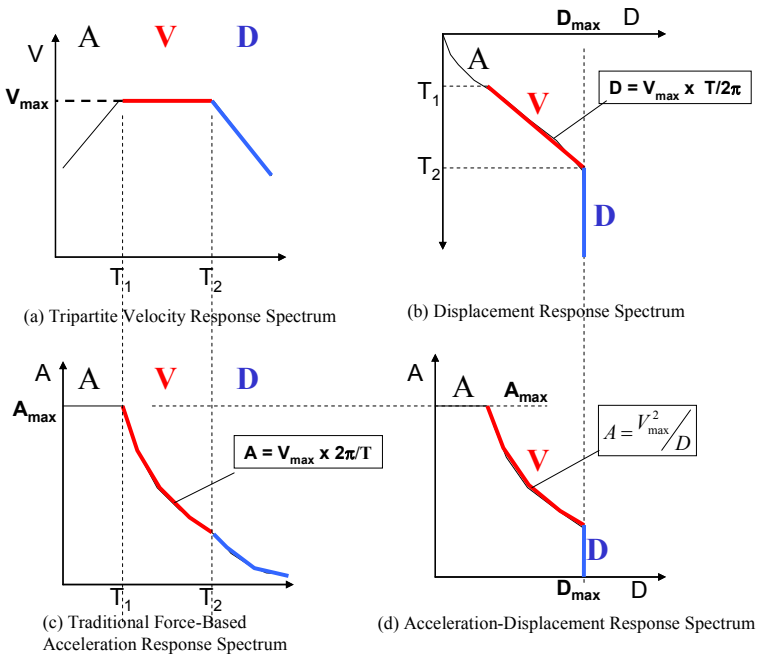 A V D
V
Vmax
T1 T2
(a) Tripartite Velocity Response Spectrum
Dmax D
A
T1
V
D = Vmax x T/2π
T2
D
(b) Displacement Response Spectrum
A
A V D
Amax
A = Vmax x 2π/T
T1 T2
(c) Traditional Force-Based
Acceleration Response Spectrum
A
A Amax
A = V²max/D
V
D
Dmax D
(d) Acceleration-Displacement Response Spectrum